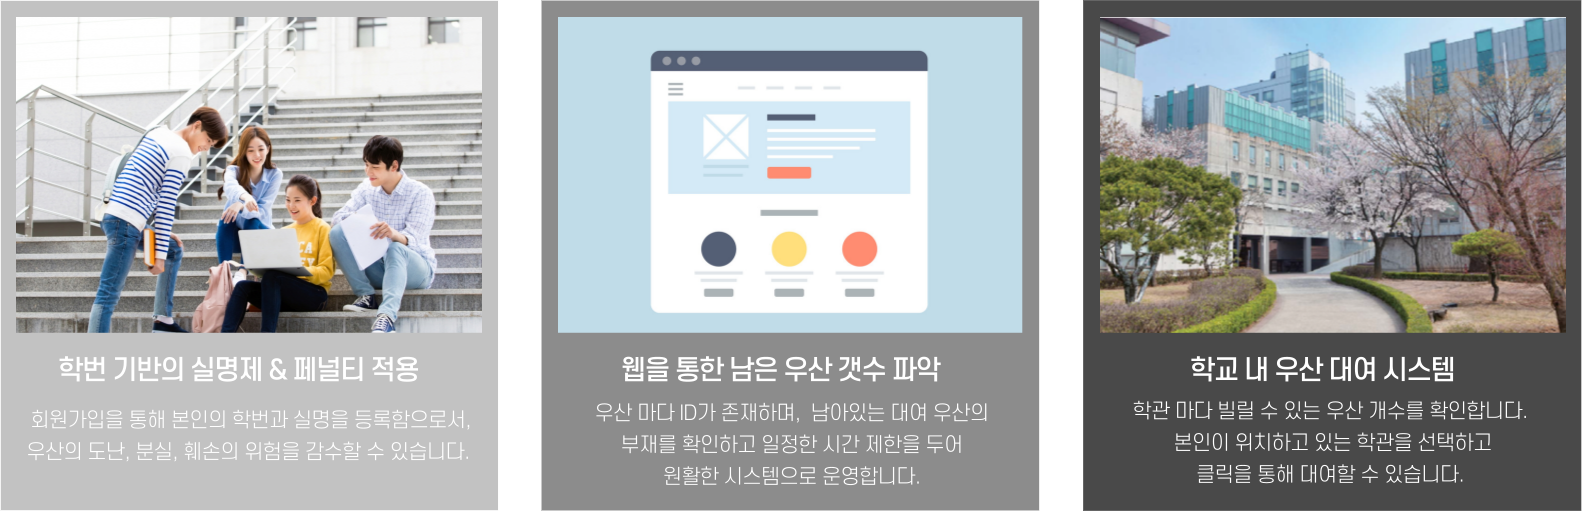 학번 기반의 실명제 & 페널티 적용
회원가입을 통해 본인의 학번과 실명을 등록함으로서,
우산의 도난, 분실, 훼손의 위험을 감수할 수 있습니다.
웹을 통한 남은 우산 갯수 파악
우산 마다 ID가 존재하며, 남아있는 대여 우산의
부재를 확인하고 일정한 시간 제한을 두어
원활한 시스템으로 운영합니다.
학교 내 우산 대여 시스템
학관 마다 빌릴 수 있는 우산 개수를 확인합니다.
본인이 위치하고 있는 학관을 선택하고
클릭을 통해 대여할 수 있습니다.